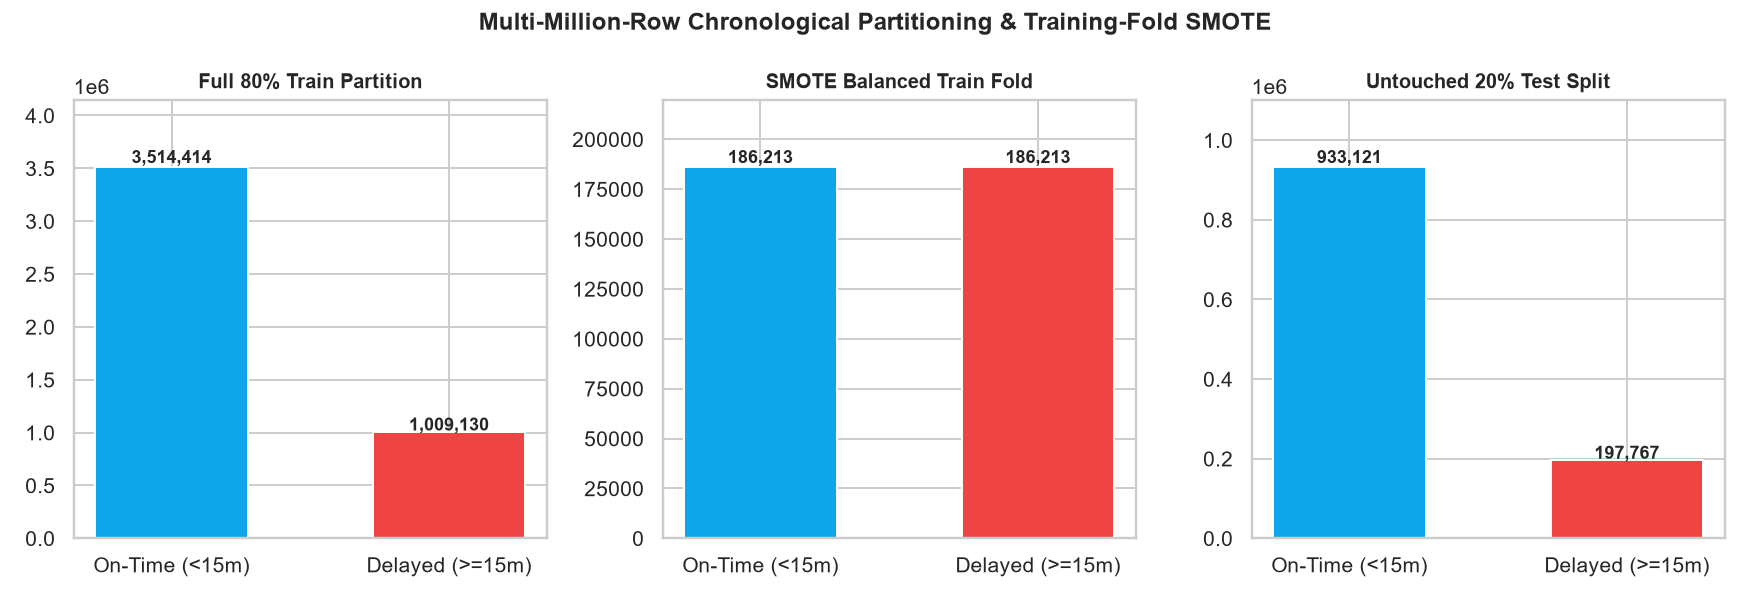 Multi-Million-Row Chronological Partitioning & Training-Fold SMOTE
Full 80% Train Partition
1e6
4.0
3.5
3.0
2.5
2.0
1.5
1.0
0.5
0.0
3,514,414
1,009,130
On-Time (<15m)
Delayed (>=15m)
SMOTE Balanced Train Fold
200000
175000
150000
125000
100000
75000
50000
25000
0
186,213
186,213
On-Time (<15m)
Delayed (>=15m)
Untouched 20% Test Split
1e6
1.0
0.8
0.6
0.4
0.2
0.0
933,121
197,767
On-Time (<15m)
Delayed (>=15m)